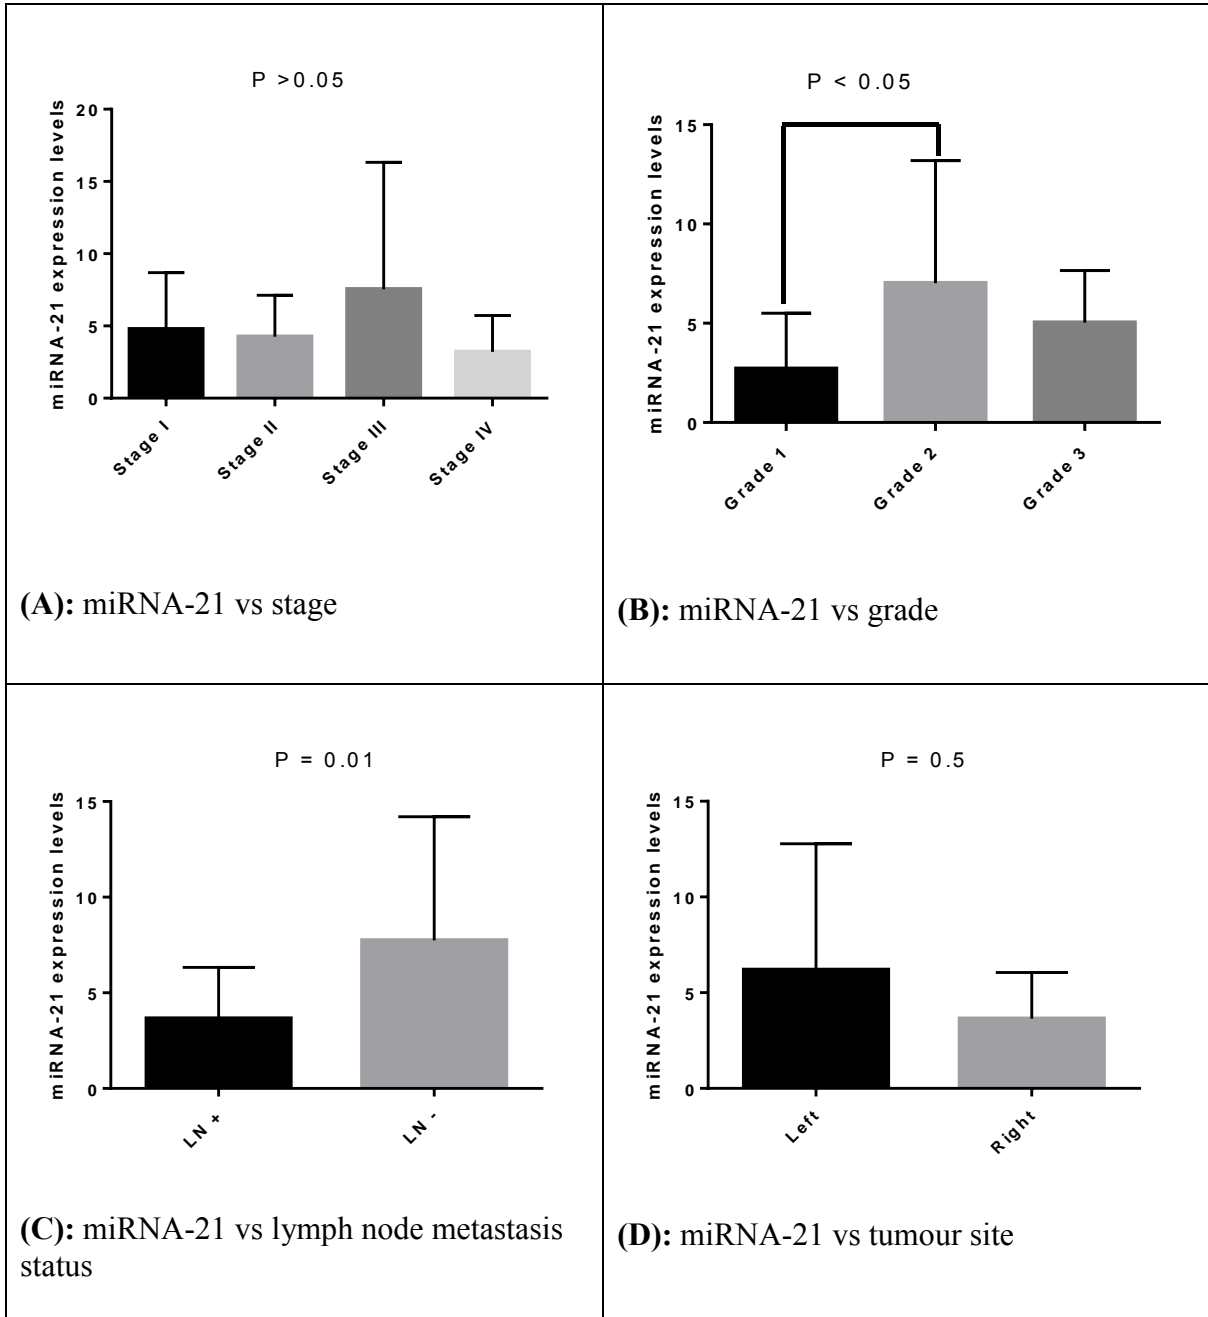 P >0.05
miRNA-21 expression levels
20
15
10
5
0
Stage I
Stage II
Stage III
Stage IV
(A): miRNA-21 vs stage
P < 0.05
miRNA-21 expression levels
15
10
5
0
Grade 1
Grade 2
Grade 3
(B): miRNA-21 vs grade
P = 0.01
miRNA-21 expression levels
15
10
5
0
LN +
LN -
(C): miRNA-21 vs lymph node metastasis
status
P = 0.5
miRNA-21 expression levels
15
10
5
0
Left
Right
(D): miRNA-21 vs tumour site